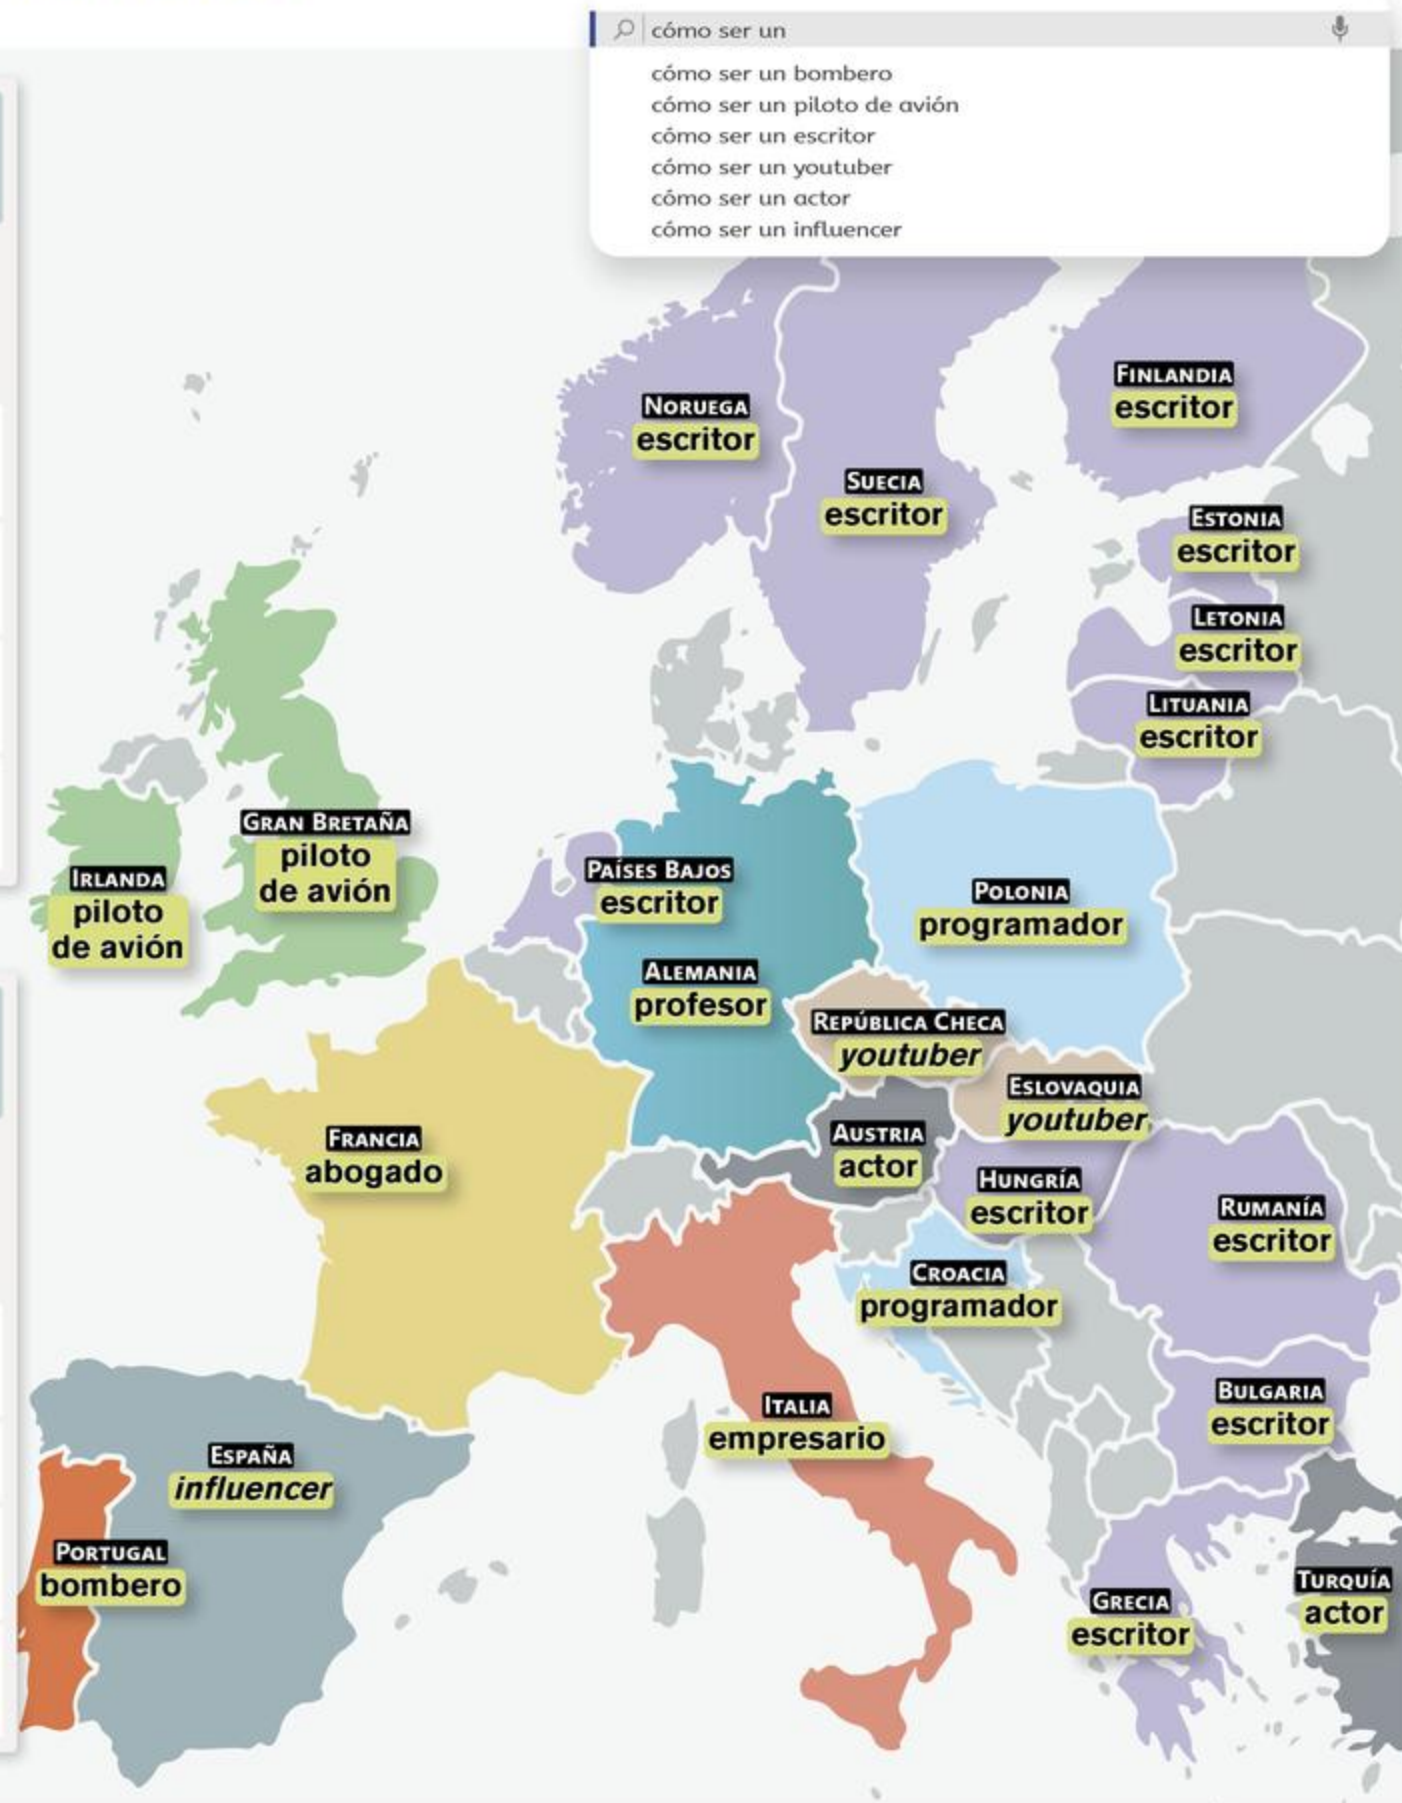 cómo ser un
cómo ser un bombero
cómo ser un piloto de avión
cómo ser un escritor
cómo ser un youtuber
cómo ser un actor
cómo ser un influencer
FINLANDIA
escritor
NORUEGA
escritor
SUECIA
escritor
ESTONIA
escritor
LETONIA
escritor
LITUANIA
escritor
GRAN BRETAÑA
piloto
de avión
IRLANDA
piloto
de avión
PAÍSES BAJOS
escritor
POLONIA
programador
ALEMANIA
profesor
REPÚBLICA CHECA
youtuber
ESLOVAQUIA
youtuber
FRANCIA
abogado
AUSTRIA
actor
HUNGRÍA
escritor
RUMANÍA
escritor
CROACIA
programador
ITALIA
empresario
BULGARIA
escritor
ESPAÑA
influencer
PORTUGAL
bombero
GRECIA
escritor
TURQUÍA
actor